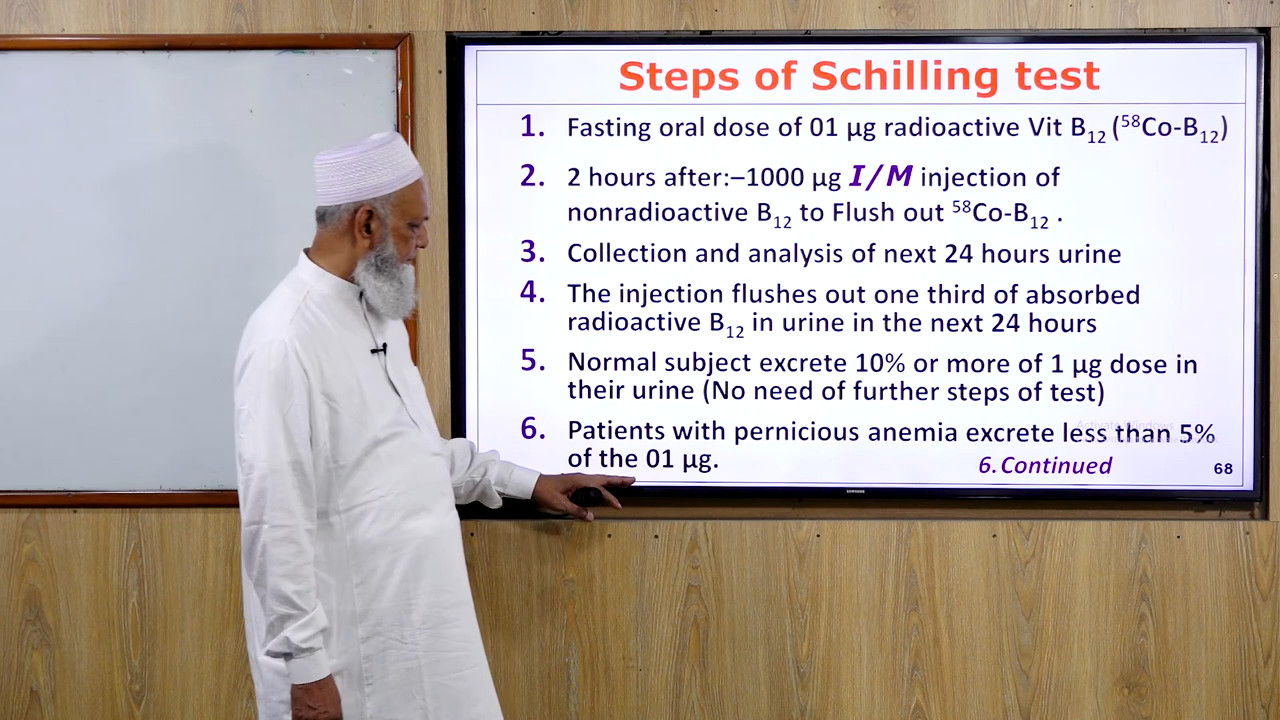 Steps of Schilling test
1. Fasting oral dose of 01 µg radioactive Vit B₁₂ (⁵⁸Co-B₁₂)
2. 2 hours after:–1000 µg I/M injection of
nonradioactive B₁₂ to Flush out ⁵⁸Co-B₁₂ .
3. Collection and analysis of next 24 hours urine
4. The injection flushes out one third of absorbed
radioactive B₁₂ in urine in the next 24 hours
5. Normal subject excrete 10% or more of 1 µg dose in
their urine (No need of further steps of test)
6. Patients with pernicious anemia excrete less than 5%
of the 01 µg.
6.Continued
68
Activate Windows
SAMSUNG